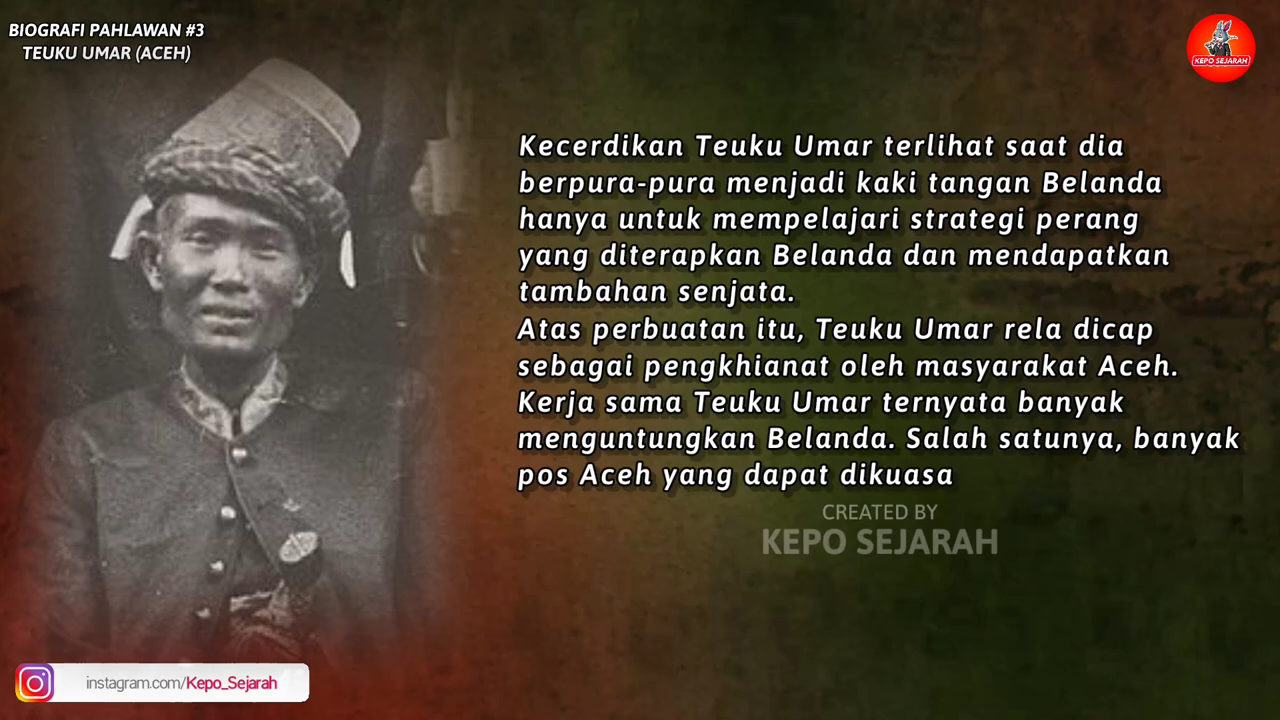 BIOGRAFI PAHLAWAN #3
TEUKU UMAR (ACEH)
KEPO SEJARAH
Kecerdikan Teuku Umar terlihat saat dia
berpura-pura menjadi kaki tangan Belanda
hanya untuk mempelajari strategi perang
yang diterapkan Belanda dan mendapatkan
tambahan senjata.
Atas perbuatan itu, Teuku Umar rela dicap
sebagai pengkhianat oleh masyarakat Aceh.
Kerja sama Teuku Umar ternyata banyak
menguntungkan Belanda. Salah satunya, banyak
pos Aceh yang dapat dikuasa
CREATED BY
KEPO SEJARAH
instagram.com/Kepo_Sejarah